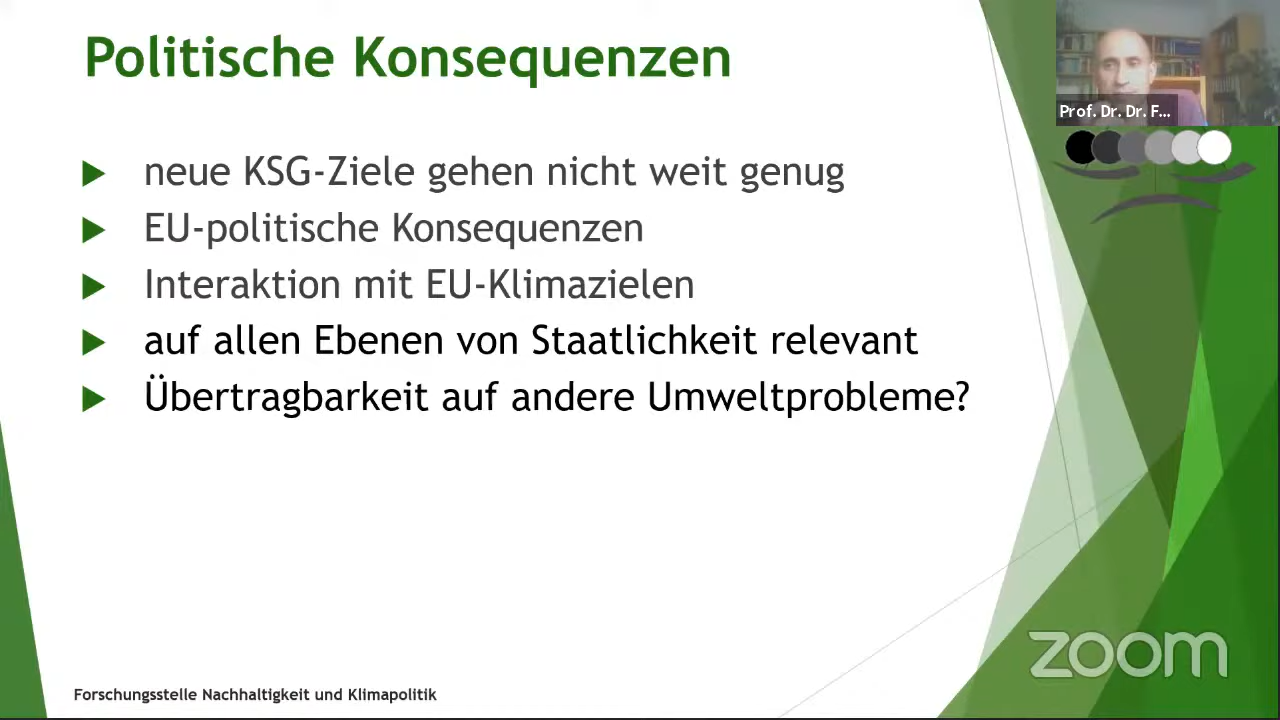 Politische Konsequenzen
Prof. Dr. Dr. F...
neue KSG-Ziele gehen nicht weit genug
EU-politische Konsequenzen
Interaktion mit EU-Klimazielen
auf allen Ebenen von Staatlichkeit relevant
Übertragbarkeit auf andere Umweltprobleme?
zoom
Forschungsstelle Nachhaltigkeit und Klimapolitik